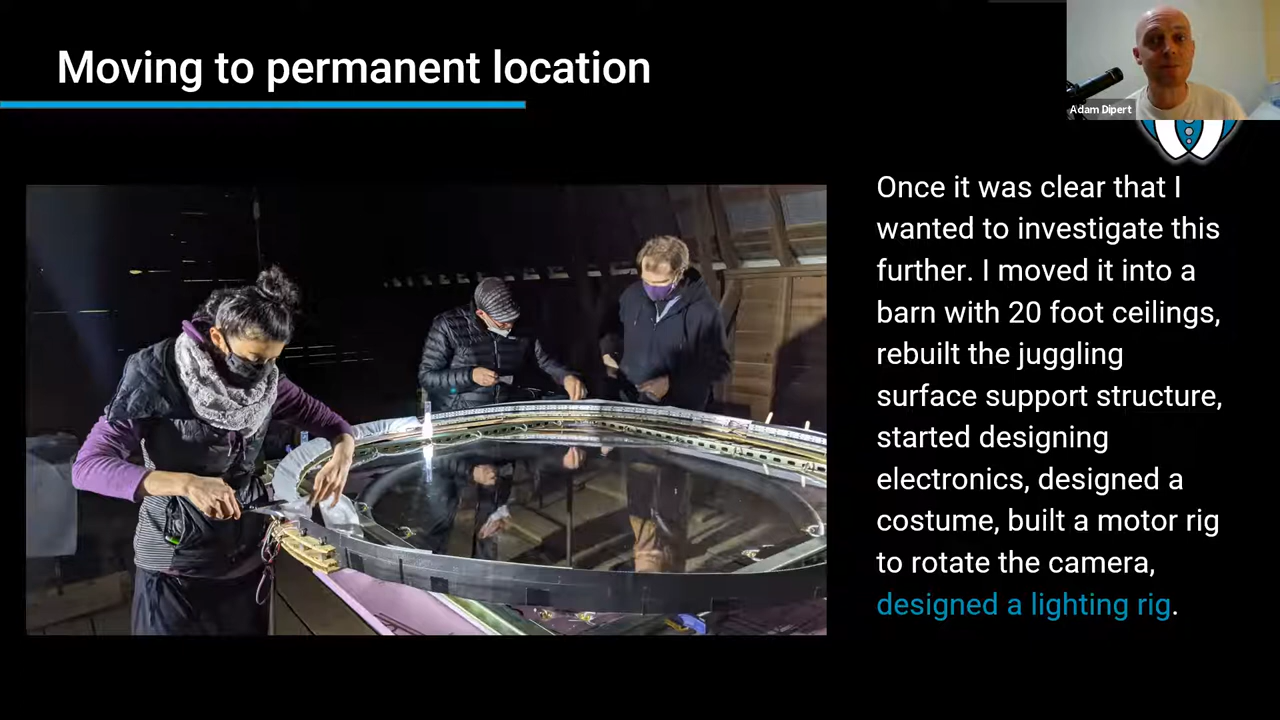 Moving to permanent location
Adam Dipert
Once it was clear that I
wanted to investigate this
further. I moved it into a
barn with 20 foot ceilings,
rebuilt the juggling
surface support structure,
started designing
electronics, designed a
costume, built a motor rig
to rotate the camera,
designed a lighting rig.